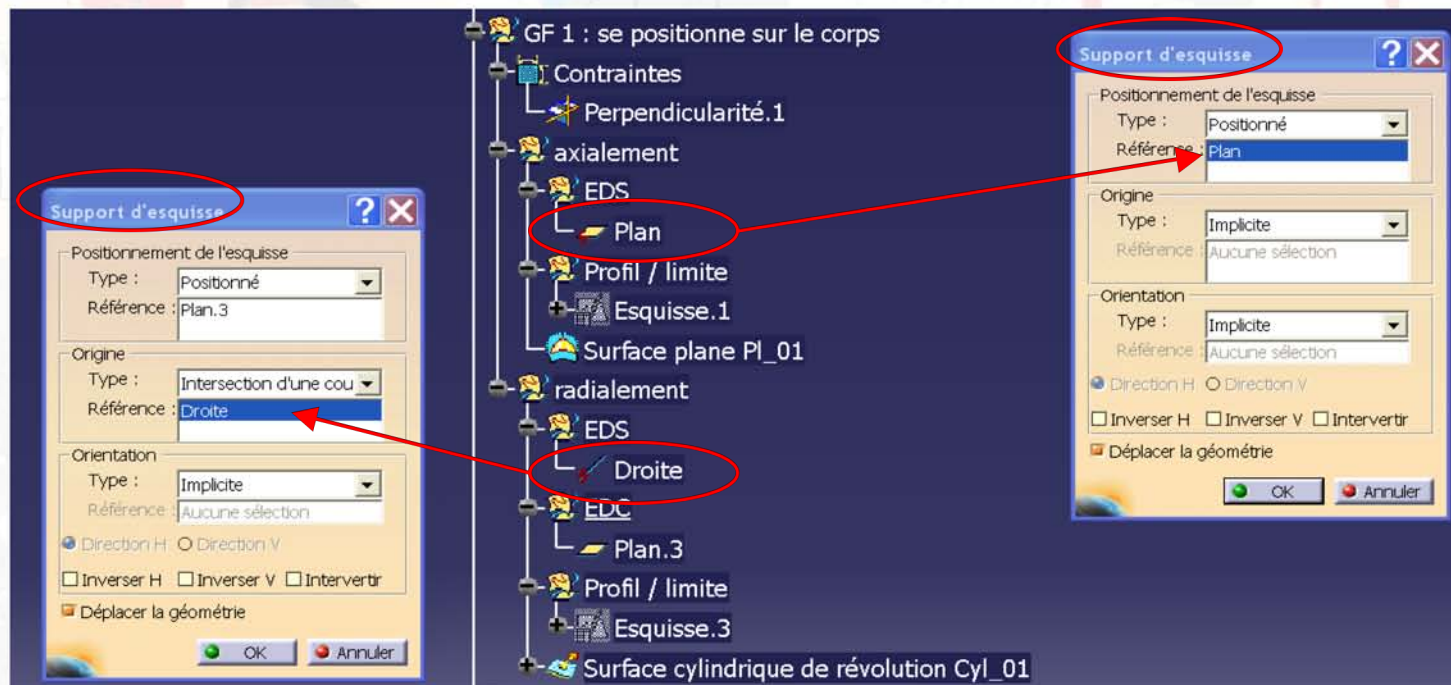 GF 1 : se positionne sur le corps
Contraintes
Perpendicularité.1
axialement
EDS
Plan
Profil / limite
Esquisse.1
Surface plane Pl_01
radialement
EDS
Droite
EDC
Plan.3
Profil / limite
Esquisse.3
Surface cylindrique de révolution Cyl_01
Support d'esquisse
Positionnement de l'esquisse
Type : Positionné
Référence : Plan.3
Origine
Type : Intersection d'une cou
Référence : Droite
Orientation
Type : Implicite
Référence : Aucune sélection
Direction H Direction V
Inverser H Inverser V Intervertir
Déplacer la géométrie
OK Annuler
Support d'esquisse
Positionnement de l'esquisse
Type : Positionné
Référence : Plan
Origine
Type : Implicite
Référence : Aucune sélection
Orientation
Type : Implicite
Référence : Aucune sélection
Direction H Direction V
Inverser H Inverser V Intervertir
Déplacer la géométrie
OK Annuler